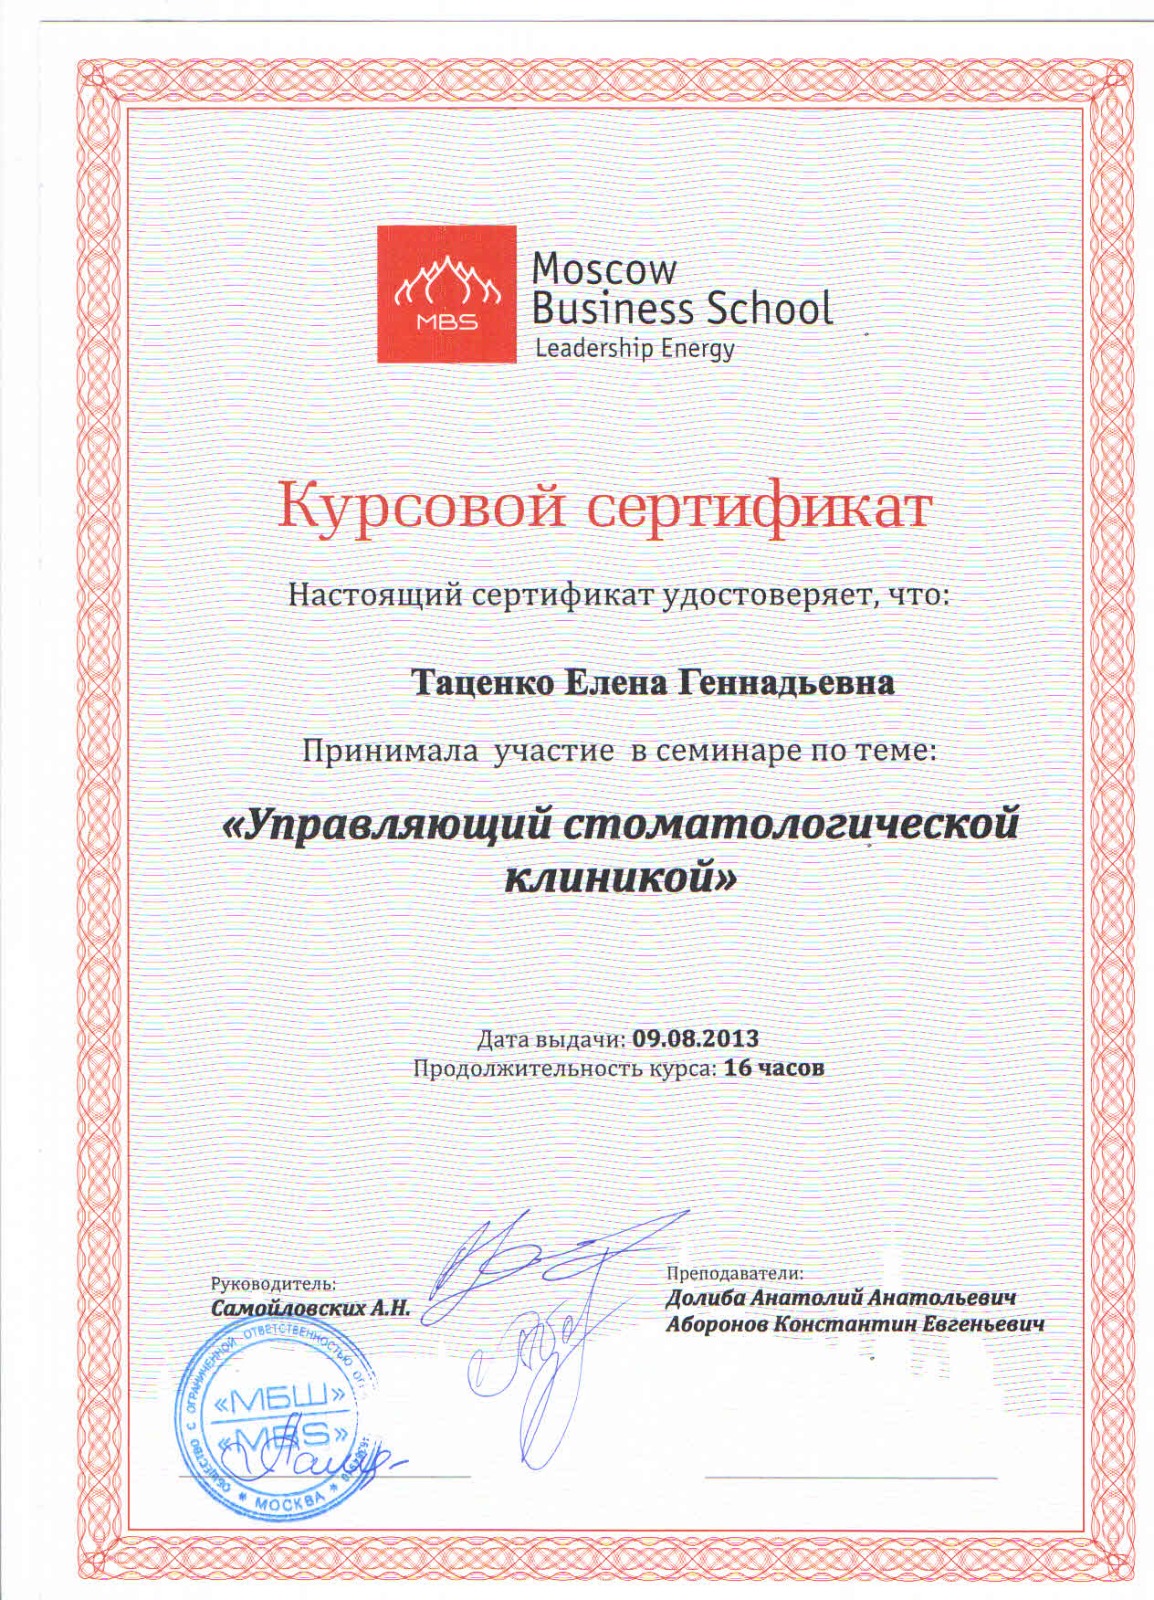 MBS
Moscow
Business School
Leadership Energy
Курсовой сертификат
Настоящий сертификат удостоверяет, что:
Таценко Елена Геннадьевна
Принимала участие в семинаре по теме:
«Управляющий стоматологической
клиникой»
Дата выдачи: 09.08.2013
Продолжительность курса: 16 часов
Руководитель:
Самойловских А.Н.
Преподаватели:
Долиба Анатолий Анатольевич
Аборонов Константин Евгеньевич
ОБЩЕСТВО С ОГРАНИЧЕННОЙ ОТВЕТСТВЕННОСТЬЮ
«МБШ»
«MBS»
* МОСКВА *